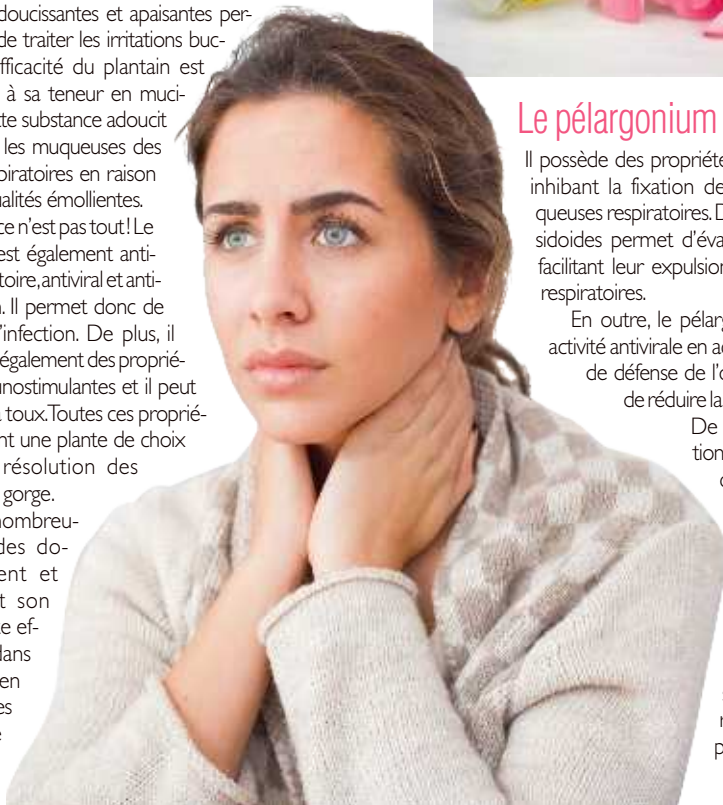 doucissantes et apaisantes per-
de traiter les irritations buc-
fficacité du plantain est
à sa teneur en muci-
te substance adoucit
les muqueuses des
piratoires en raison
alités émollientes.
ce n'est pas tout! Le
est également anti-
toire, antiviral et anti-
. Il permet donc de
'infection. De plus, il
également des proprié-
nostimulantes et il peut
a toux. Toutes ces proprié-
nt une plante de choix
résolution des
gorge.
nombreu-
des do-
ent et
t son
e ef-
dans
en
es
Le pélargonium
Il possède des propriéte
inhibant la fixation de
queuses respiratoires. D
sidoides permet d'éva
facilitant leur expulsion
respiratoires.
En outre, le pélarg
activité antivirale en a
de défense de l'o
de réduire la
De
tion